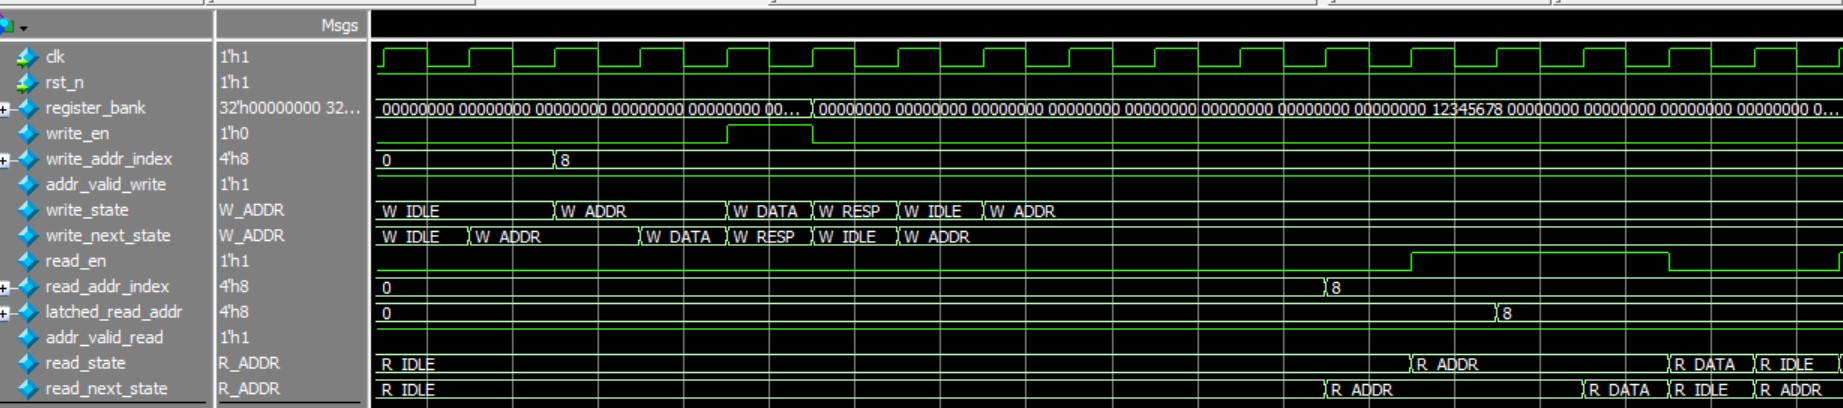 Msgs
clk 1'h1
rst_n 1'h1
register_bank 32'h00000000 32... 00000000 00000000 00000000 00000000 00000000 00... 00000000 00000000 00000000 00000000 00000000 00000000 00000000 00000000 12345678 00000000 00000000 00000000 00000000 0...
write_en 1'h0
write_addr_index 4'h8 0 8
addr_valid_write 1'h1
write_state W_ADDR W_IDLE W_ADDR W_DATA W_RESP W_IDLE W_ADDR
write_next_state W_ADDR W_IDLE W_ADDR W_DATA W_RESP W_IDLE W_ADDR
read_en 1'h1
read_addr_index 4'h8 0 8
latched_read_addr 4'h8 0 8
addr_valid_read 1'h1
read_state R_ADDR R_IDLE R_ADDR R_DATA R_IDLE
read_next_state R_ADDR R_IDLE R_ADDR R_DATA R_IDLE R_ADDR